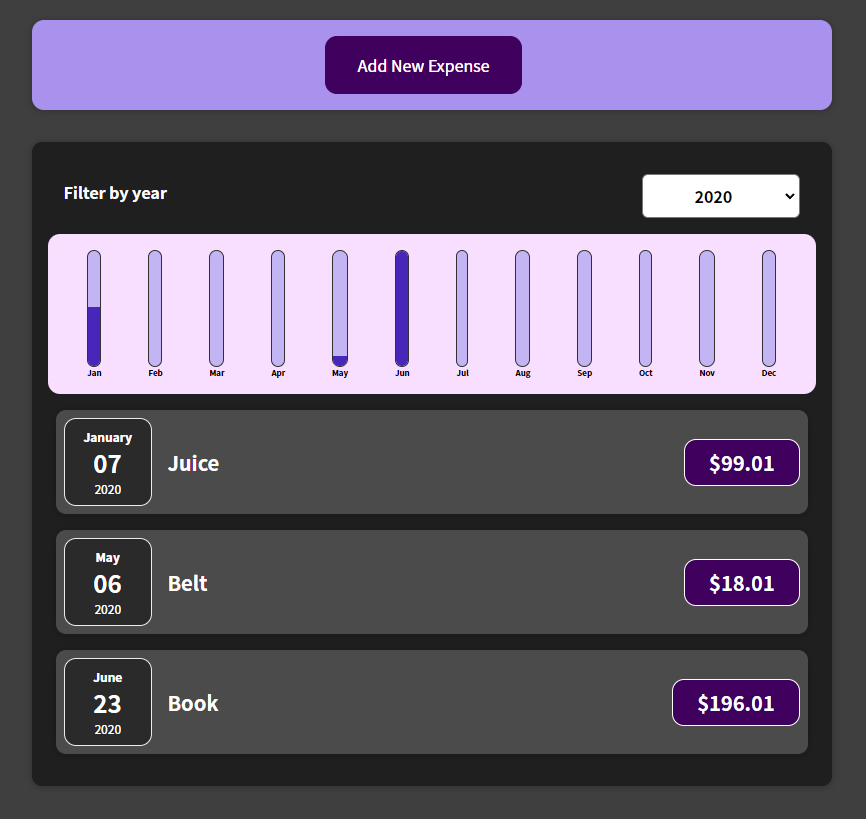 Add New Expense
Filter by year
2020
Jan Feb Mar Apr May Jun Jul Aug Sep Oct Nov Dec
January
07
2020
Juice
$99.01
May
06
2020
Belt
$18.01
June
23
2020
Book
$196.01